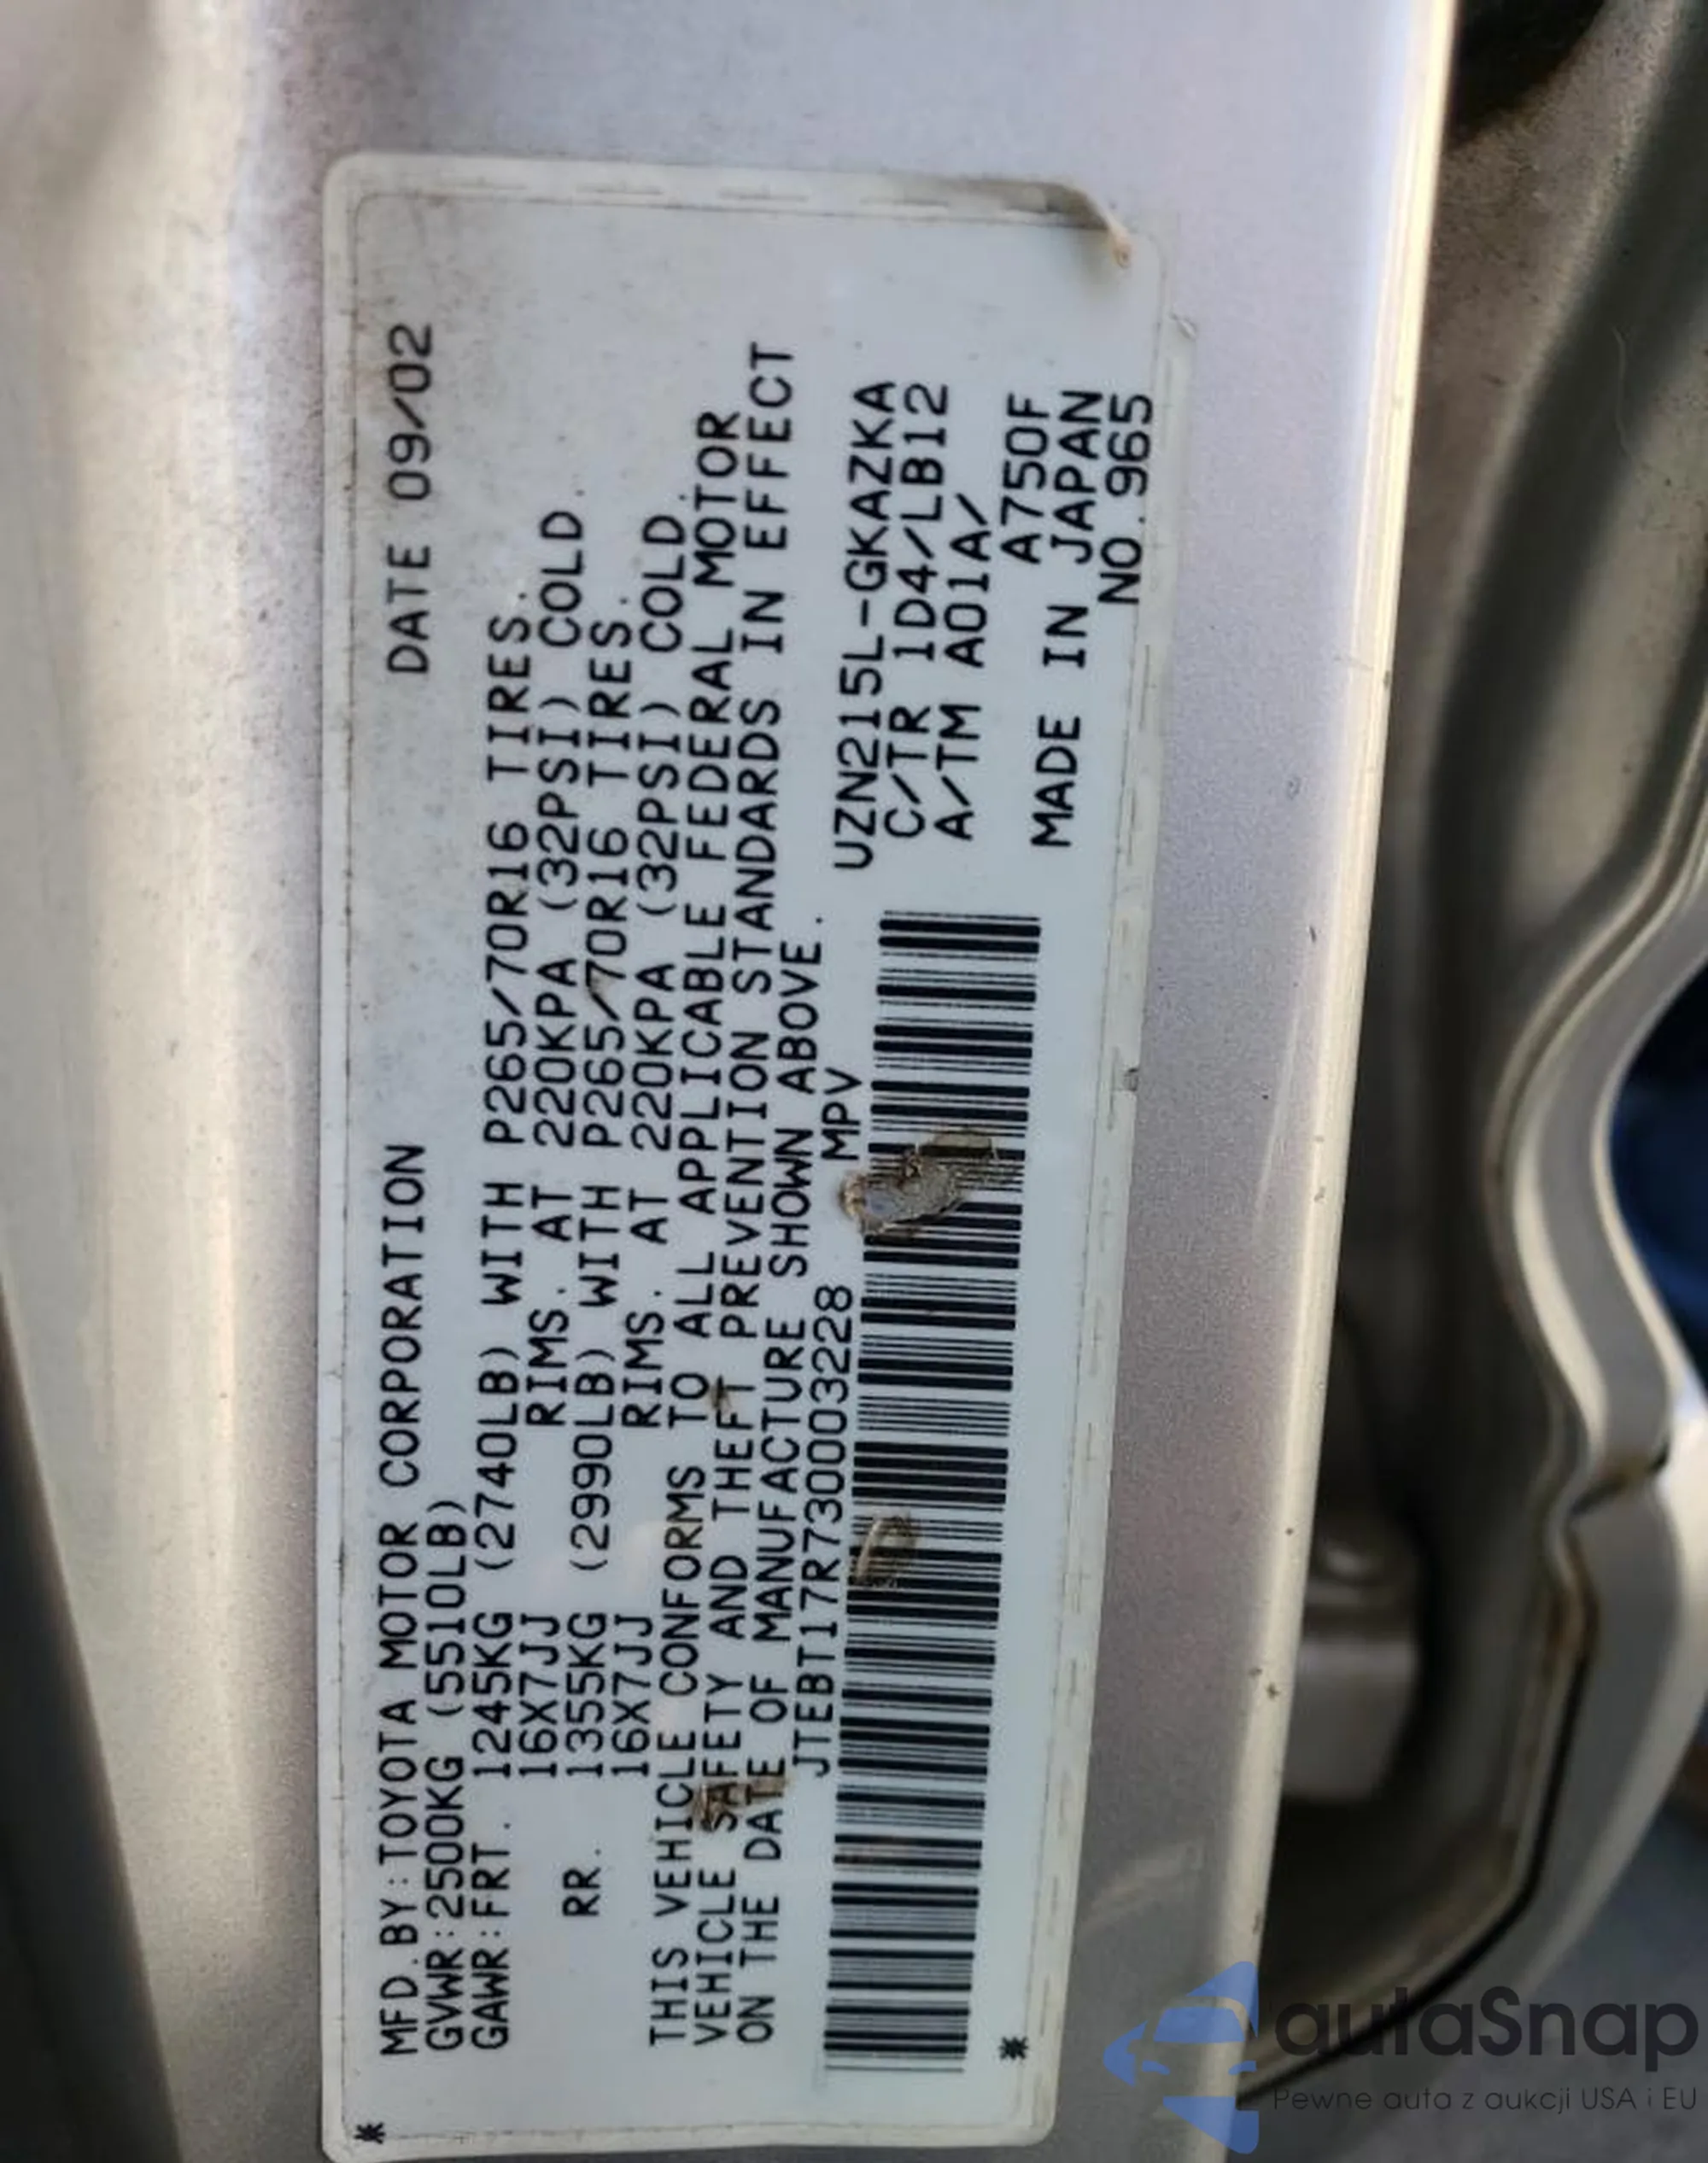 MFD.BY:TOYOTA MOTOR CORPORATION DATE 09/02
GVWR:2500KG (5510LB)
GAWR:FRT. 1245KG (2740LB) WITH P265/70R16 TIRES.
16X7JJ RIMS. AT 220KPA (32PSI) COLD.
RR. 1355KG (2990LB) WITH P265/70R16 TIRES.
16X7JJ RIMS. AT 220KPA (32PSI) COLD.
THIS VEHICLE CONFORMS TO ALL APPLICABLE FEDERAL MOTOR
VEHICLE SAFETY AND THEFT PREVENTION STANDARDS IN EFFECT
ON THE DATE OF MANUFACTURE SHOWN ABOVE.
JTEBT17R730003228 MPV
UZN215L-GKAZKA
C/TR 1D4/LB12
A/TM A01A/
A750F
MADE IN JAPAN
NO.965
autaSnap
Pewne auta z aukcji USA i EU